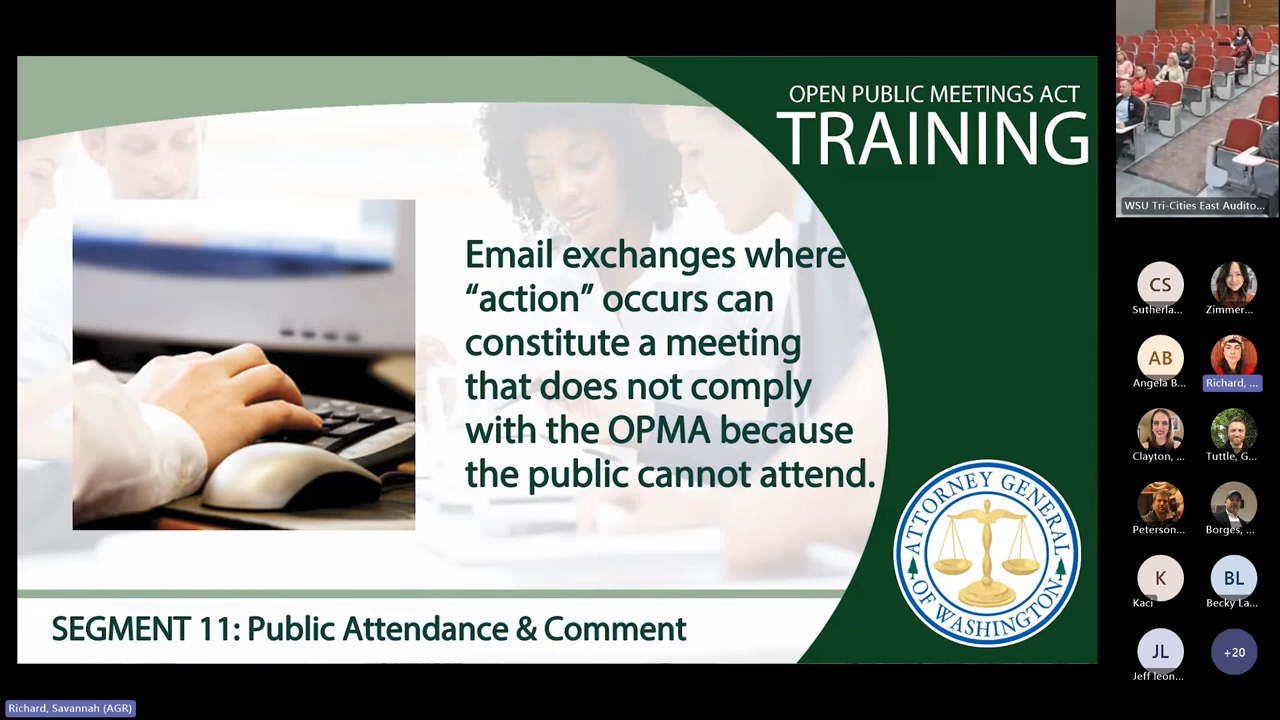 OPEN PUBLIC MEETINGS ACT
TRAINING
Email exchanges where
“action” occurs can
constitute a meeting
that does not comply
with the OPMA because
the public cannot attend.
ATTORNEY GENERAL
OF WASHINGTON
SEGMENT 11: Public Attendance & Comment
Richard, Savannah (AGR)
WSU Tri-Cities East Audito...
CS
Sutherla...
Zimmer...
AB
Angela B...
Richard, ...
Clayton, ...
Tuttle, G...
Peterson...
Borges, ...
K
Kaci
BL
Becky La...
JL
Jeff leon...
+20